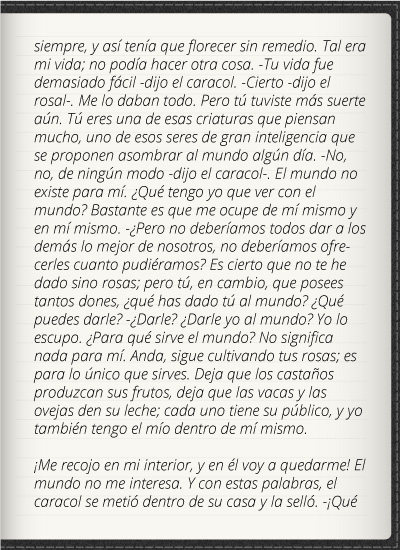 siempre, y así tenía que florecer sin remedio. Tal era
mi vida; no podía hacer otra cosa. -Tu vida fue
demasiado fácil -dijo el caracol. -Cierto -dijo el
rosal-. Me lo daban todo. Pero tú tuviste más suerte
aún. Tú eres una de esas criaturas que piensan
mucho, uno de esos seres de gran inteligencia que
se proponen asombrar al mundo algún día. -No,
no, de ningún modo -dijo el caracol-. El mundo no
existe para mí. ¿Qué tengo yo que ver con el
mundo? Bastante es que me ocupe de mí mismo y
en mí mismo. -¿Pero no deberíamos todos dar a los
demás lo mejor de nosotros, no deberíamos ofre-
cerles cuanto pudiéramos? Es cierto que no te he
dado sino rosas; pero tú, en cambio, que posees
tantos dones, ¿qué has dado tú al mundo? ¿Qué
puedes darle? -¿Darle? ¿Darle yo al mundo? Yo lo
escupo. ¿Para qué sirve el mundo? No significa
nada para mí. Anda, sigue cultivando tus rosas; es
para lo único que sirves. Deja que los castaños
produzcan sus frutos, deja que las vacas y las
ovejas den su leche; cada uno tiene su público, y yo
también tengo el mío dentro de mí mismo.
¡Me recojo en mi interior, y en él voy a quedarme! El
mundo no me interesa. Y con estas palabras, el
caracol se metió dentro de su casa y la selló. -¡Qué